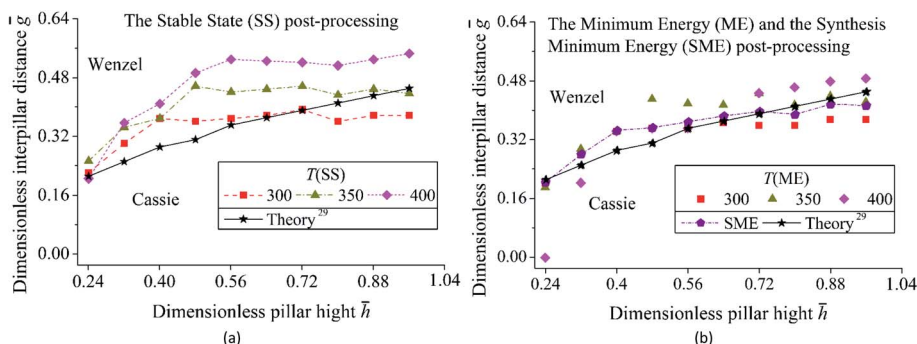 The Stable State (SS) post-processing
Dimensionless interpillar distance g̅
0.64
0.48
0.32
0.16
0.00
Wenzel
Cassie
T(SS)
300 350 400
Theory29
0.24 0.40 0.56 0.72 0.88 1.04
Dimensionless pillar hight h̅
(a)
The Minimum Energy (ME) and the Synthesis
Minimum Energy (SME) post-processing
Dimensionless interpillar distance g̅
0.64
0.48
0.32
0.16
0.00
Wenzel
Cassie
T(ME)
300 350 400
SME Theory29
0.24 0.4 0.56 0.72 0.88 1.04
Dimensionless pillar hight h̅
(b)